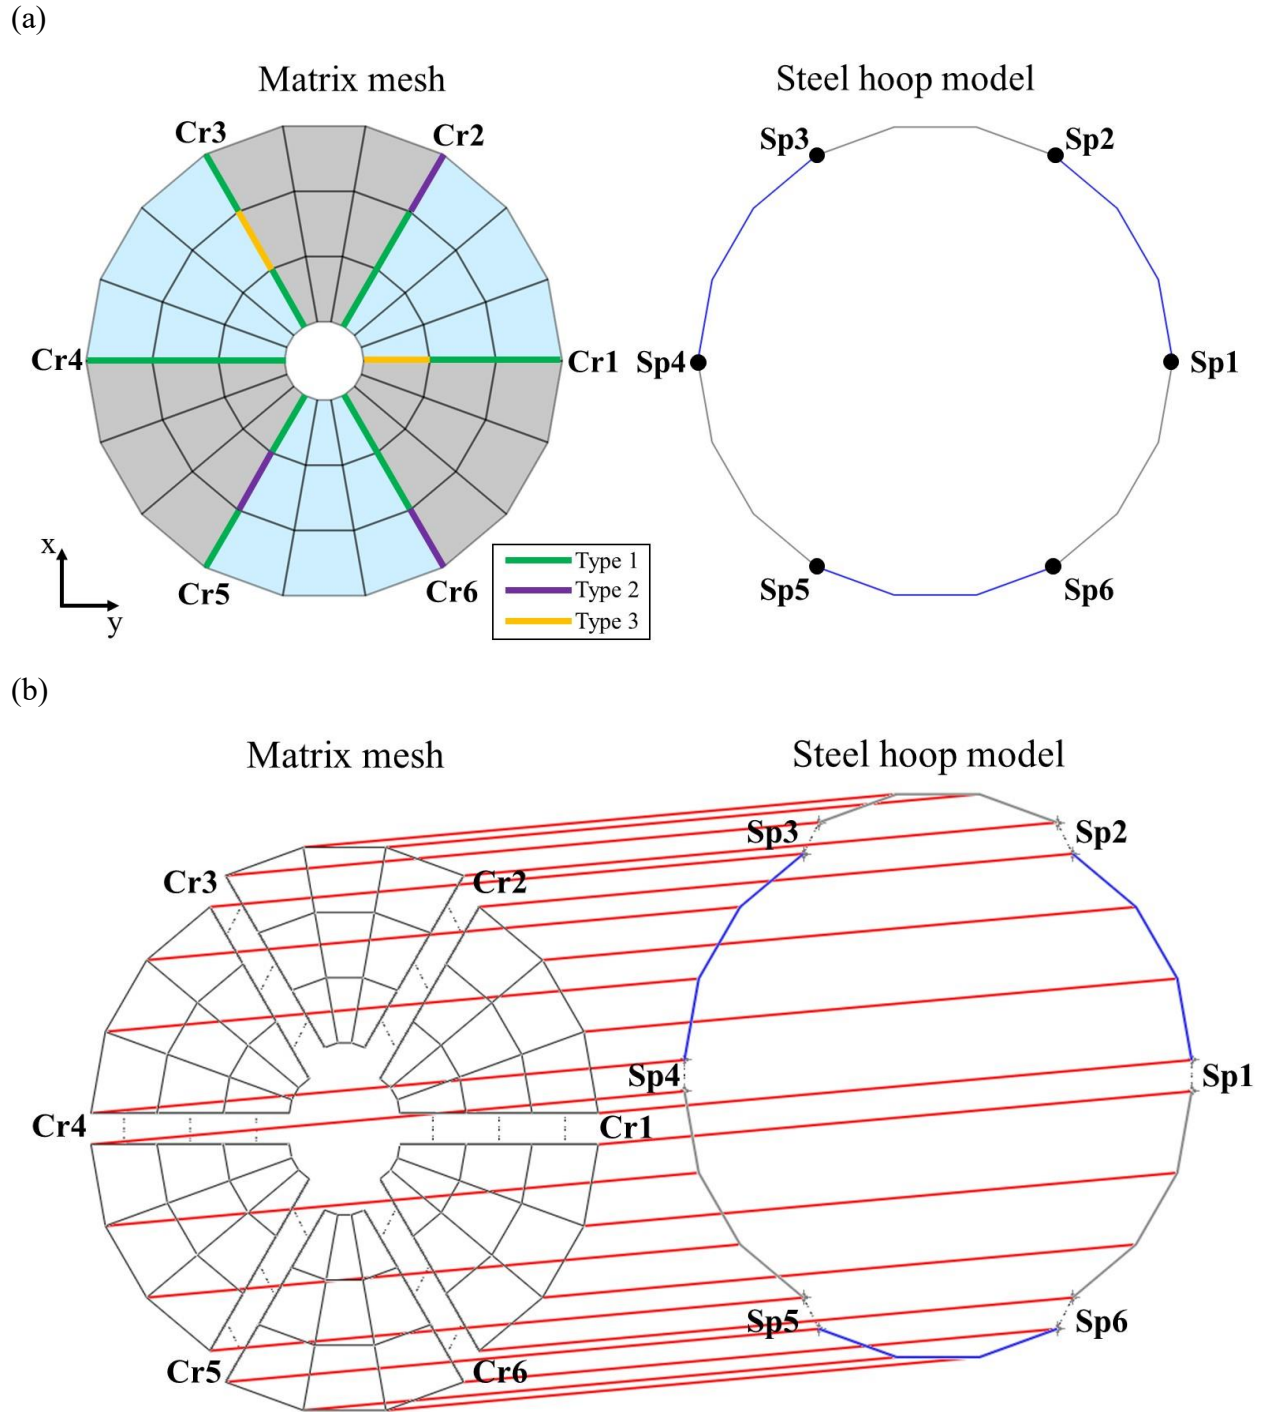 (a)
Matrix mesh
Steel hoop model
Cr3
Cr2
Sp3
Sp2
Cr4
Cr1
Sp4
Sp1
x
y
Cr5
Cr6
Type 1
Type 2
Type 3
Sp5
Sp6
(b)
Matrix mesh
Steel hoop model
Sp3
Sp2
Cr3
Cr2
Sp4
Sp1
Cr4
Cr1
Sp5
Sp6
Cr5
Cr6